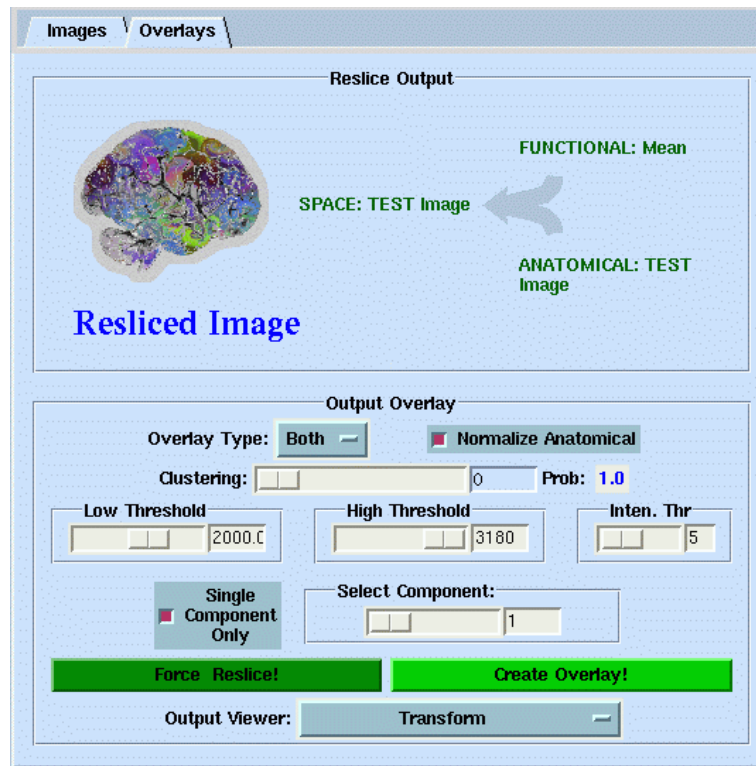 Images Overlays
Reslice Output
FUNCTIONAL: Mean
SPACE: TEST Image
ANATOMICAL: TEST
Image
Resliced Image
Output Overlay
Overlay Type: Both Normalize Anatomical
Clustering: 0 Prob: 1.0
Low Threshold High Threshold Inten. Thr
2000.0 3180 5
Single
Component
Only
Select Component:
1
Force Reslice! Create Overlay!
Output Viewer: Transform